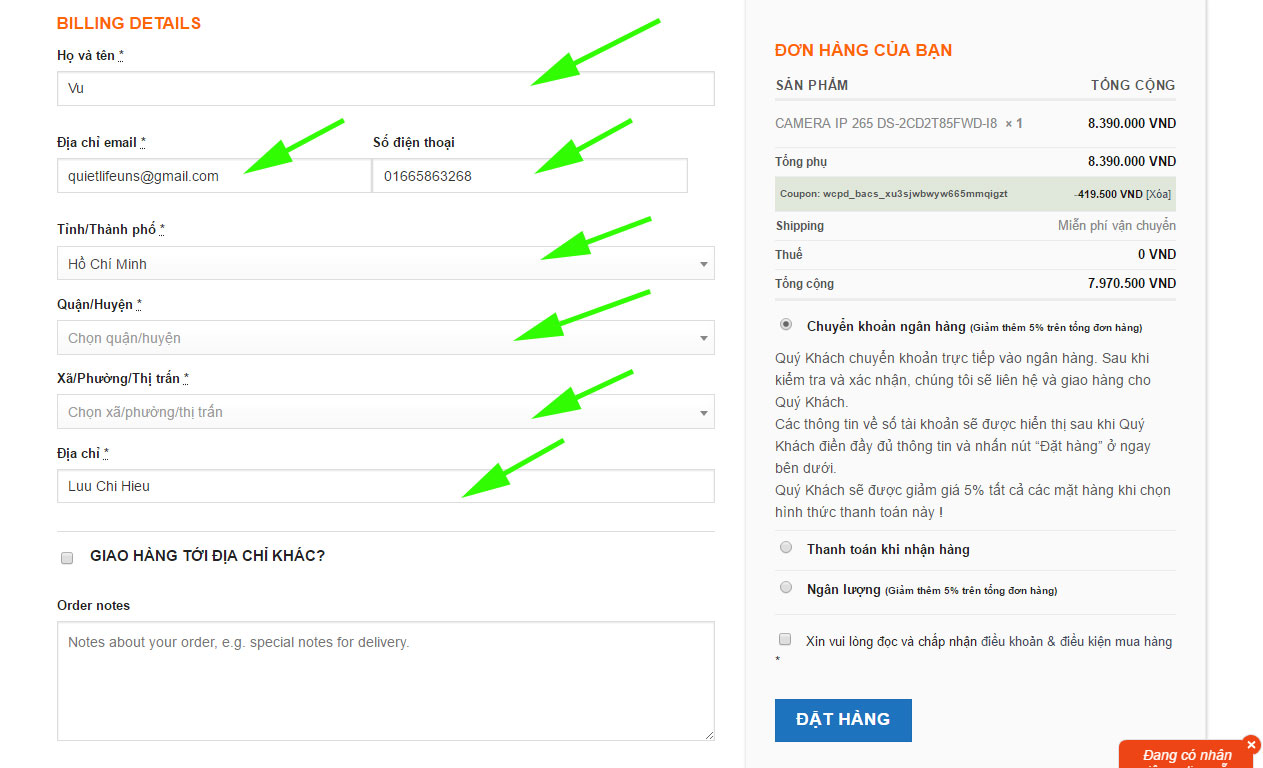 BILLING DETAILS
Họ và tên *
Vu
Địa chỉ email *
Số điện thoại
quietlifeuns@gmail.com
01665863268
Tỉnh/Thành phố *
Hồ Chí Minh
Quận/Huyện *
Chọn quận/huyện
Xã/Phường/Thị trấn *
Chọn xã/phường/thị trấn
Địa chỉ *
Luu Chi Hieu
GIAO HÀNG TỚI ĐỊA CHỈ KHÁC?
Order notes
Notes about your order, e.g. special notes for delivery.
ĐƠN HÀNG CỦA BẠN
SẢN PHẨM TỔNG CỘNG
CAMERA IP 265 DS-2CD2T85FWD-I8 × 1 8.390.000 VND
Tổng phụ 8.390.000 VND
Coupon: wcpd_bacs_xu3sjwbwyw665mmqigzt -419.500 VND [Xóa]
Shipping Miễn phí vận chuyển
Thuế 0 VND
Tổng cộng 7.970.500 VND
Chuyển khoản ngân hàng (Giảm thêm 5% trên tổng đơn hàng)
Quý Khách chuyển khoản trực tiếp vào ngân hàng. Sau khi
kiểm tra và xác nhận, chúng tôi sẽ liên hệ và giao hàng cho
Quý Khách.
Các thông tin về số tài khoản sẽ được hiển thị sau khi Quý
Khách điền đầy đủ thông tin và nhấn nút “Đặt hàng” ở ngay
bên dưới.
Quý Khách sẽ được giảm giá 5% tất cả các mặt hàng khi chọn
hình thức thanh toán này !
Thanh toán khi nhận hàng
Ngân lượng (Giảm thêm 5% trên tổng đơn hàng)
Xin vui lòng đọc và chấp nhận điều khoản & điều kiện mua hàng
*
ĐẶT HÀNG
Đang có nhân